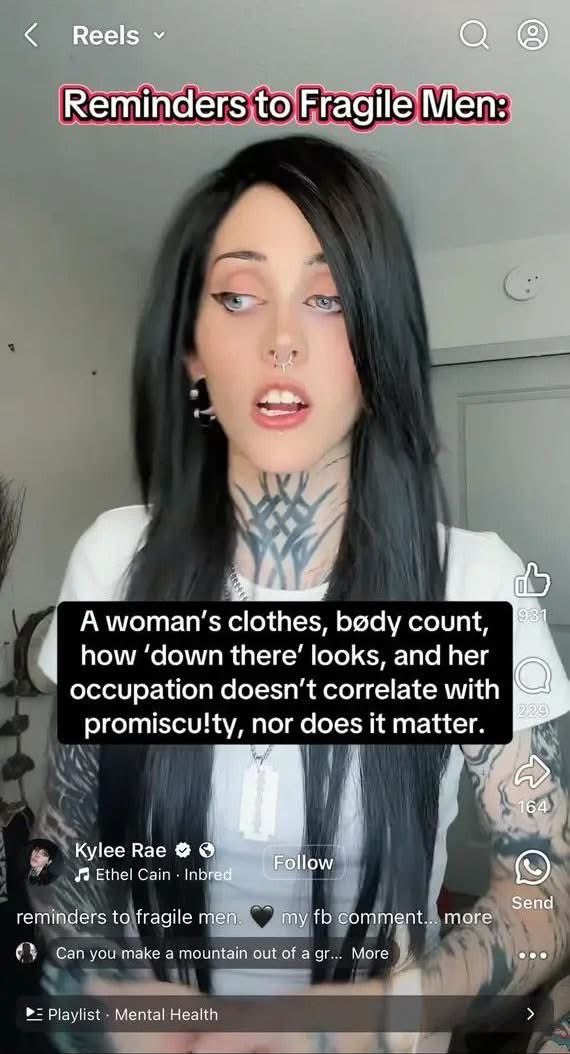 Reels
Reminders to Fragile Men:
A woman's clothes, bødy count,
how 'down there' looks, and her
occupation doesn't correlate with
promiscu!ty, nor does it matter.
931
229
164
Kylee Rae
Follow
Ethel Cain · Inbred
Send
reminders to fragile men. 🖤 my fb comment... more
Can you make a mountain out of a gr... More
Playlist · Mental Health